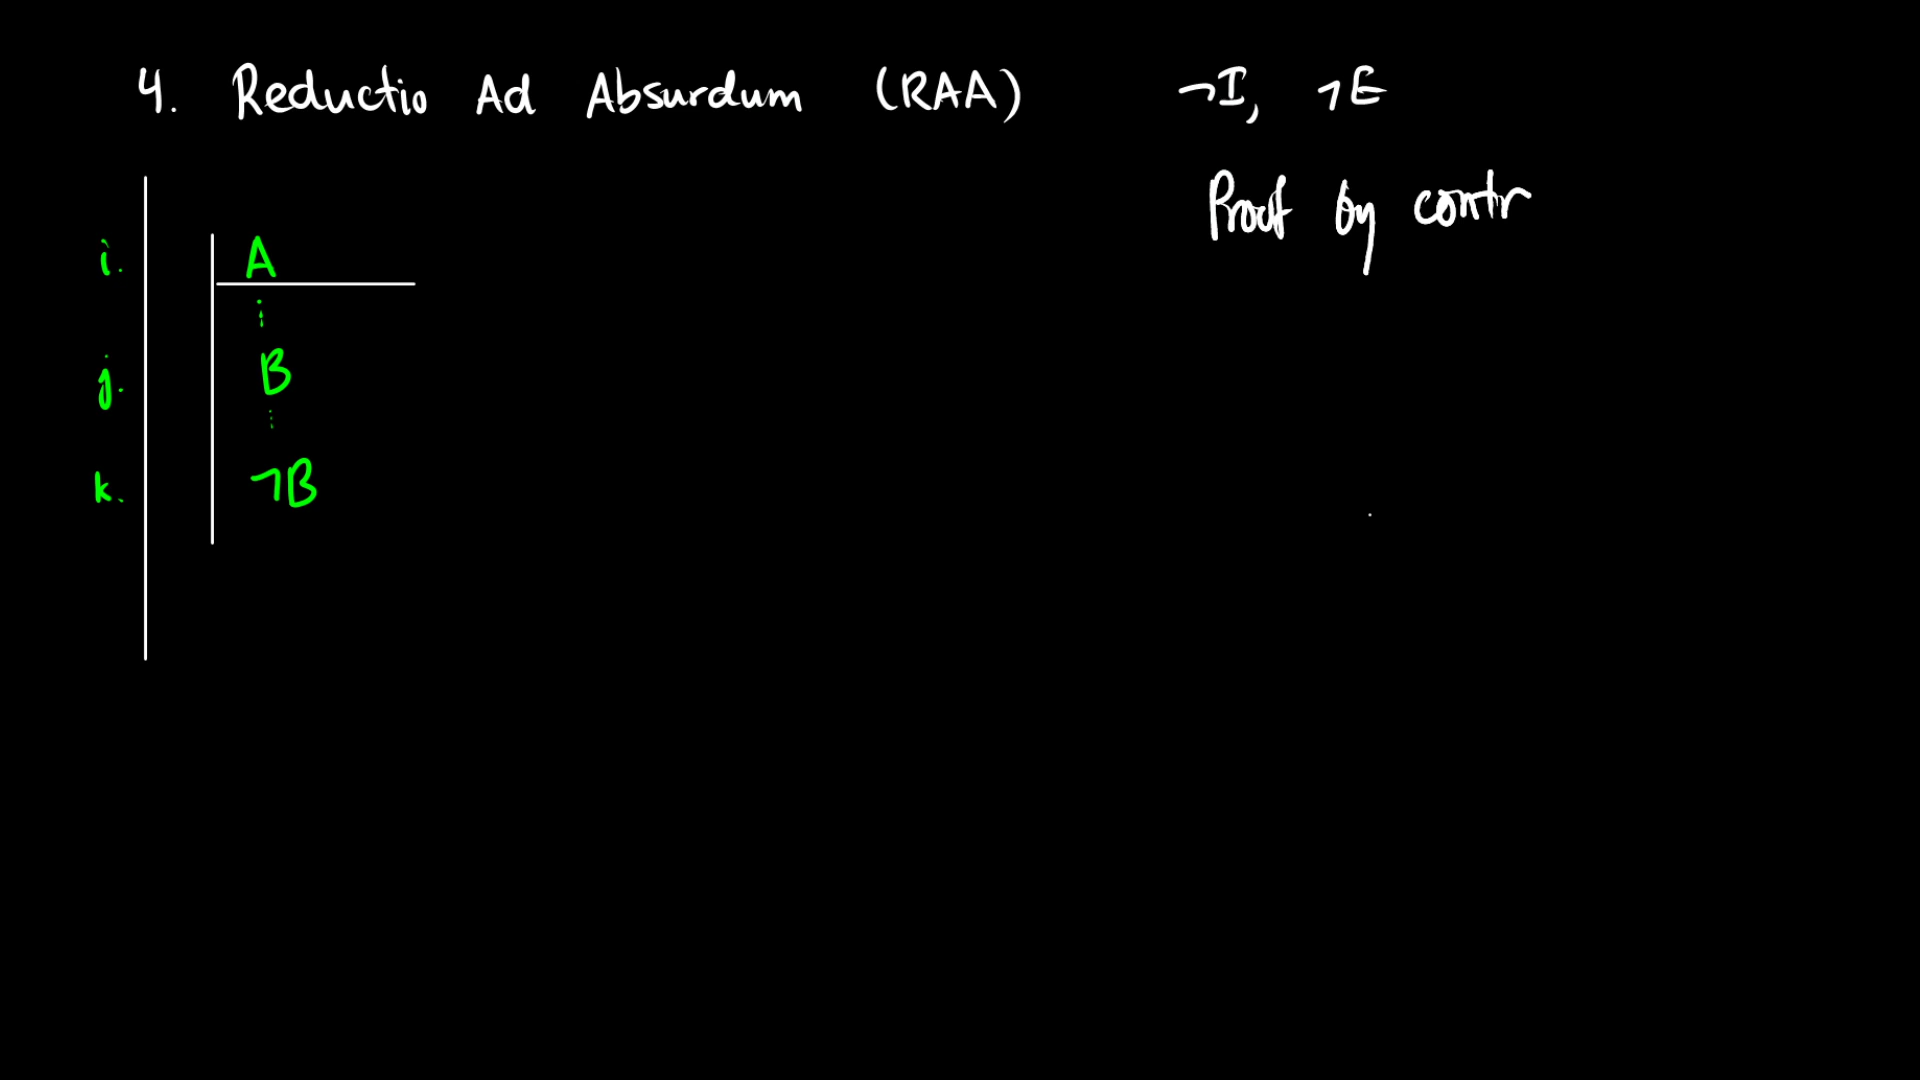 4. Reductio Ad Absurdum (RAA) ¬I, ¬E
Proof by contr
i. A
⋮
j. B
⋮
k. ¬B